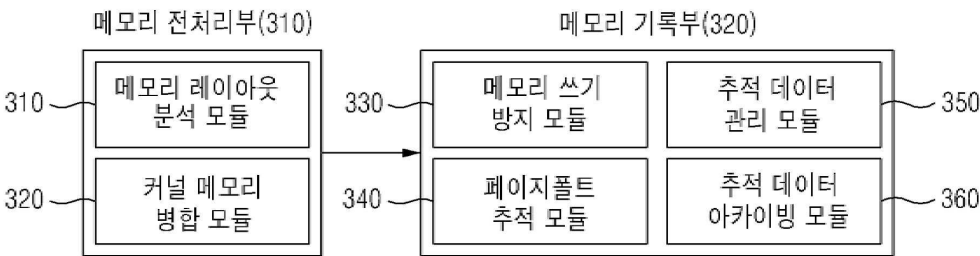 메모리 전처리부(310)
메모리 기록부(320)
310
메모리 레이아웃
분석 모듈
320
커널 메모리
병합 모듈
330
메모리 쓰기
방지 모듈
추적 데이터
관리 모듈
350
340
페이지폴트
추적 모듈
추적 데이터
아카이빙 모듈
360